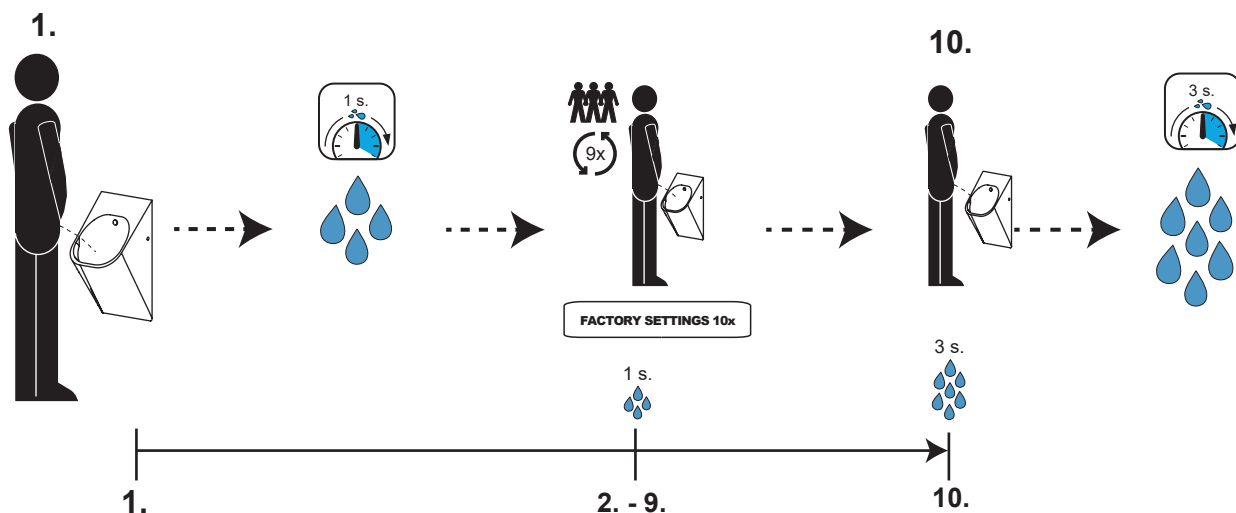 1.
10.
1 s.
3 s.
9x
FACTORY SETTINGS 10x
1 s.
3 s.
1.
2. - 9.
10.